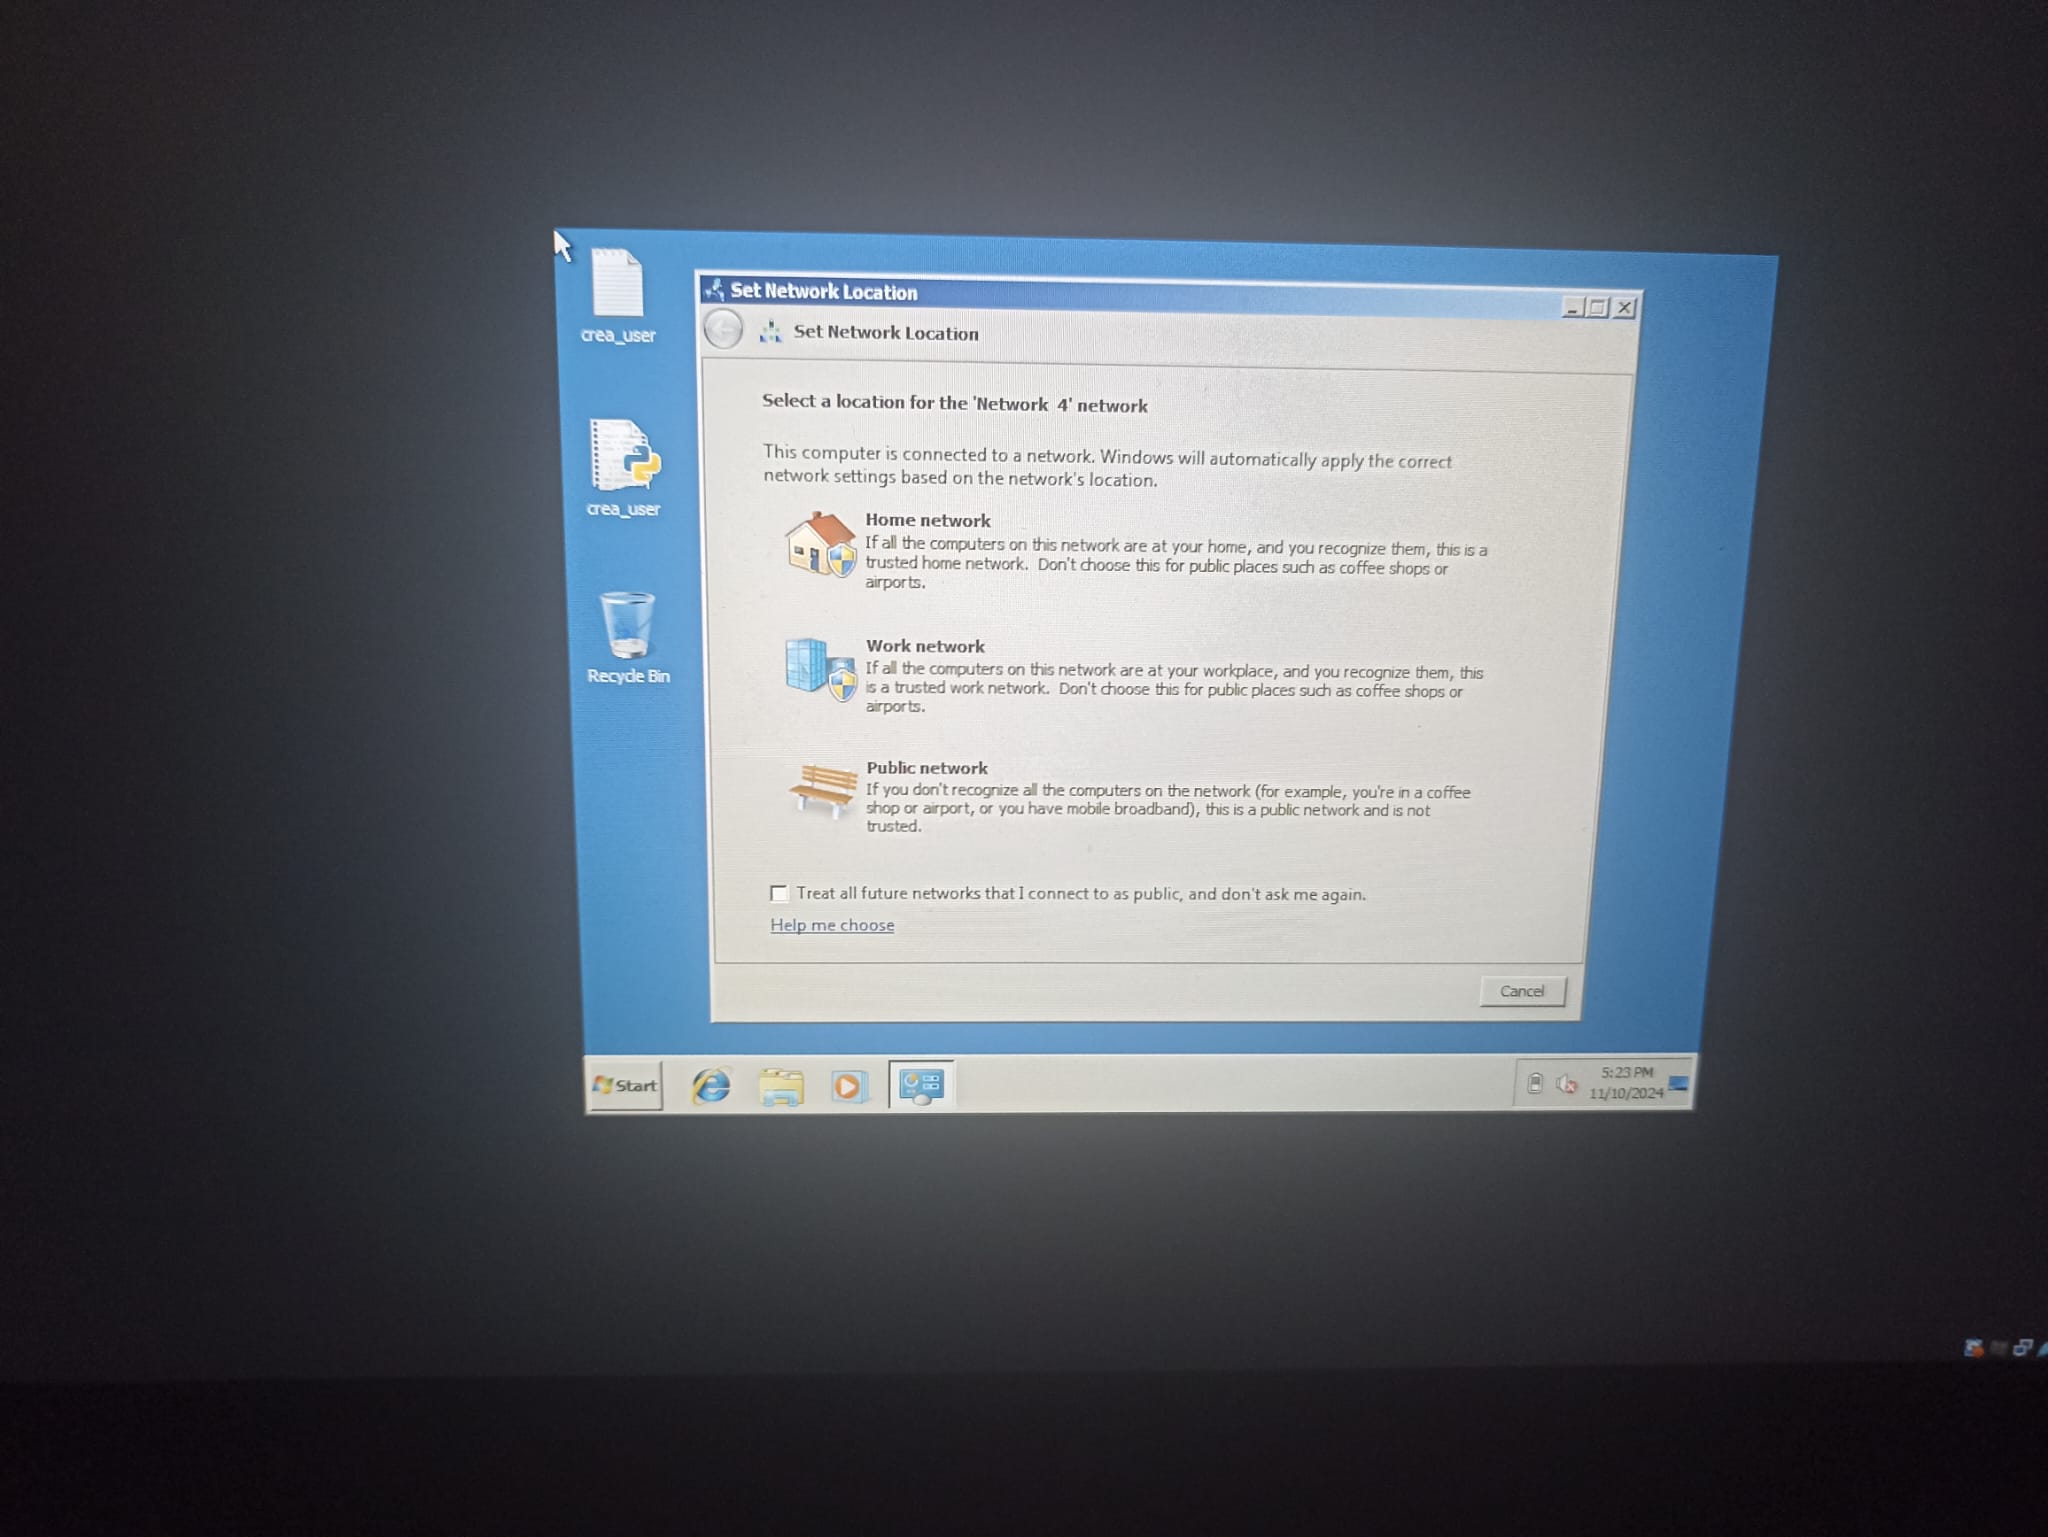 crea_user
crea_user
Recycle Bin
Set Network Location
Set Network Location
Select a location for the 'Network 4' network
This computer is connected to a network. Windows will automatically apply the correct
network settings based on the network's location.
Home network
If all the computers on this network are at your home, and you recognize them, this is a
trusted home network. Don't choose this for public places such as coffee shops or
airports.
Work network
If all the computers on this network are at your workplace, and you recognize them, this
is a trusted work network. Don't choose this for public places such as coffee shops or
airports.
Public network
If you don't recognize all the computers on the network (for example, you're in a coffee
shop or airport, or you have mobile broadband), this is a public network and is not
trusted.
Treat all future networks that I connect to as public, and don't ask me again.
Help me choose
Cancel
Start
5:23 PM
11/10/2024